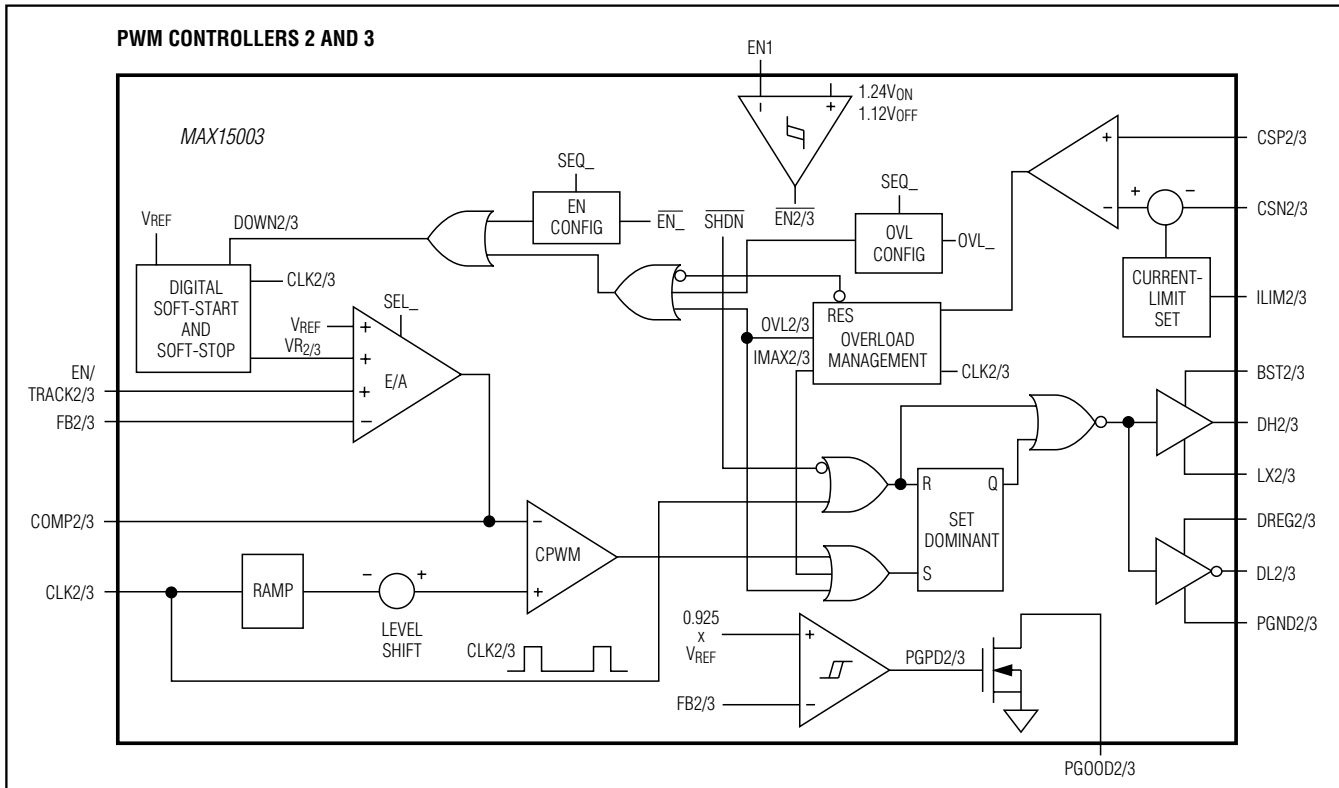 PWM CONTROLLERS 2 AND 3
EN1
MAX15003
1.24VON
1.12VOFF
− +
EN2/3
SEQ_
EN
CONFIG
EN_
SHDN
SEQ_
OVL
CONFIG
OVL_
+
−
+ −
CSP2/3
CSN2/3
CURRENT-
LIMIT
SET
ILIM2/3
VREF
DOWN2/3
DIGITAL
SOFT-START
AND
SOFT-STOP
CLK2/3
VR2/3
VREF
SEL_
+
+
+
−
E/A
EN/
TRACK2/3
FB2/3
OVL2/3
IMAX2/3
RES
OVERLOAD
MANAGEMENT
CLK2/3
BST2/3
DH2/3
LX2/3
R Q
SET
DOMINANT
S
DREG2/3
DL2/3
PGND2/3
COMP2/3
−
CPWM
+
CLK2/3
RAMP
− +
LEVEL
SHIFT
CLK2/3
0.925
x
VREF
+
−
FB2/3
PGPD2/3
PGOOD2/3